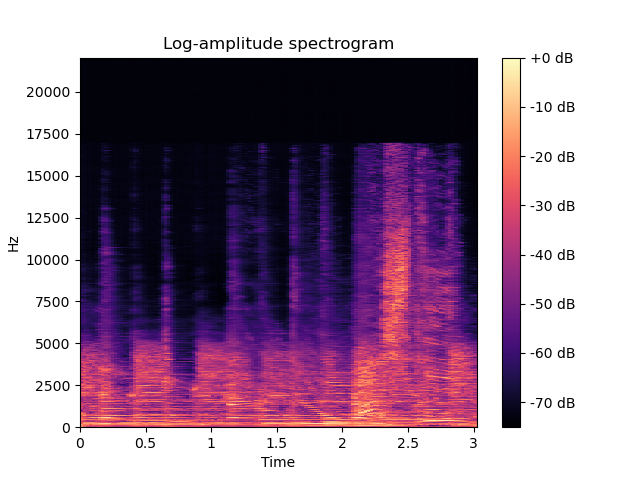 Log-amplitude spectrogram
Hz
20000
17500
15000
12500
10000
7500
5000
2500
0
0 0.5 1 1.5 2 2.5 3
Time
+0 dB
-10 dB
-20 dB
-30 dB
-40 dB
-50 dB
-60 dB
-70 dB